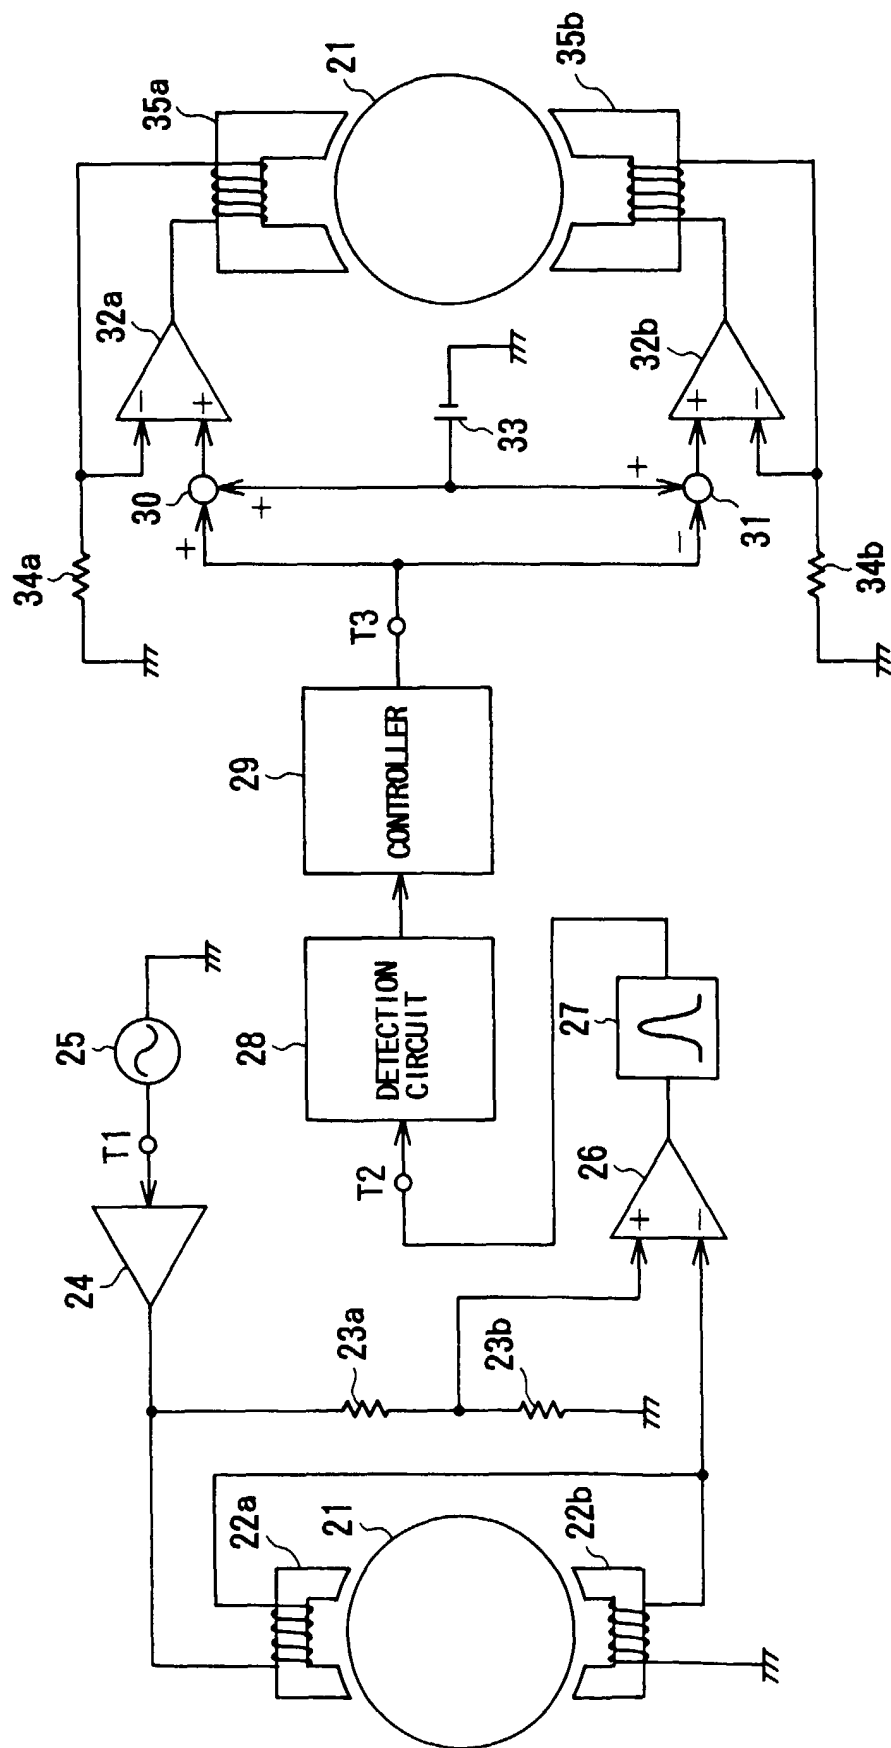 22a
21
22b
24
T1
25
23a
23b
26
27
T2
28
DETECTION
CIRCUIT
29
CONTROLLER
T3
34a
30
33
31
34b
32a
32b
35a
21
35b
+
−
+
+
+
−
−
+
+
−